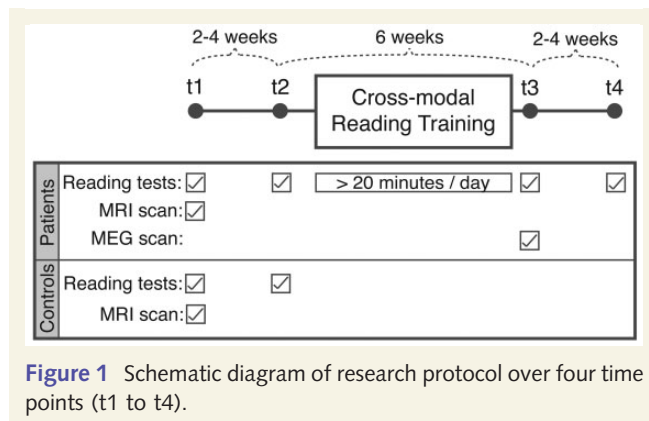 2-4 weeks 6 weeks 2-4 weeks
t1 t2 t3 t4
Cross-modal
Reading Training
Patients
Reading tests: > 20 minutes / day
MRI scan:
MEG scan:
Controls
Reading tests:
MRI scan:
Figure 1 Schematic diagram of research protocol over four time
points (t1 to t4).